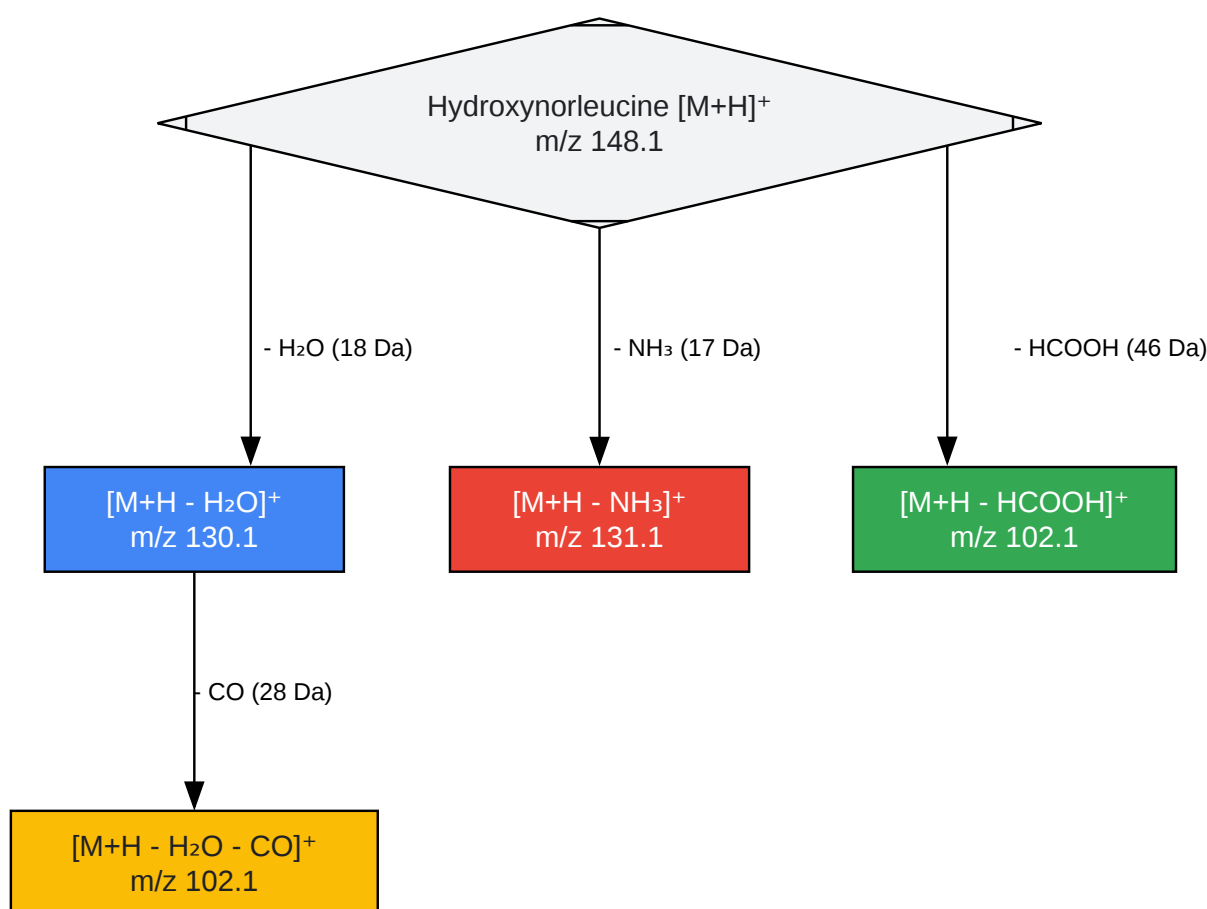 Hydroxynorleucine [M+H]⁺
m/z 148.1
- H₂O (18 Da)
- NH₃ (17 Da)
- HCOOH (46 Da)
[M+H - H₂O]⁺
m/z 130.1
[M+H - NH₃]⁺
m/z 131.1
[M+H - HCOOH]⁺
m/z 102.1
- CO (28 Da)
[M+H - H₂O - CO]⁺
m/z 102.1